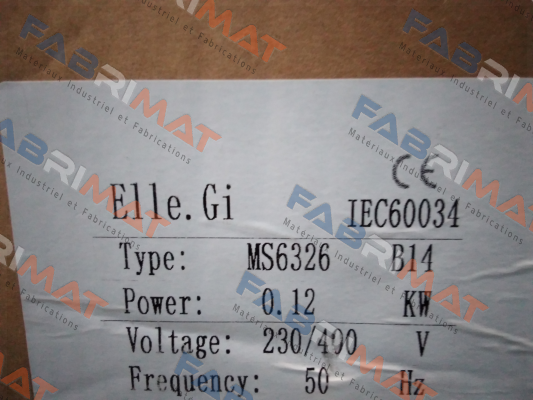 FABRIMAT
Matériaux Industriel et Fabrications
CE
Elle.Gi IEC60034
Type: MS6326 B14
Power: 0.12 KW
Voltage: 230/400 V
Frequency: 50 Hz